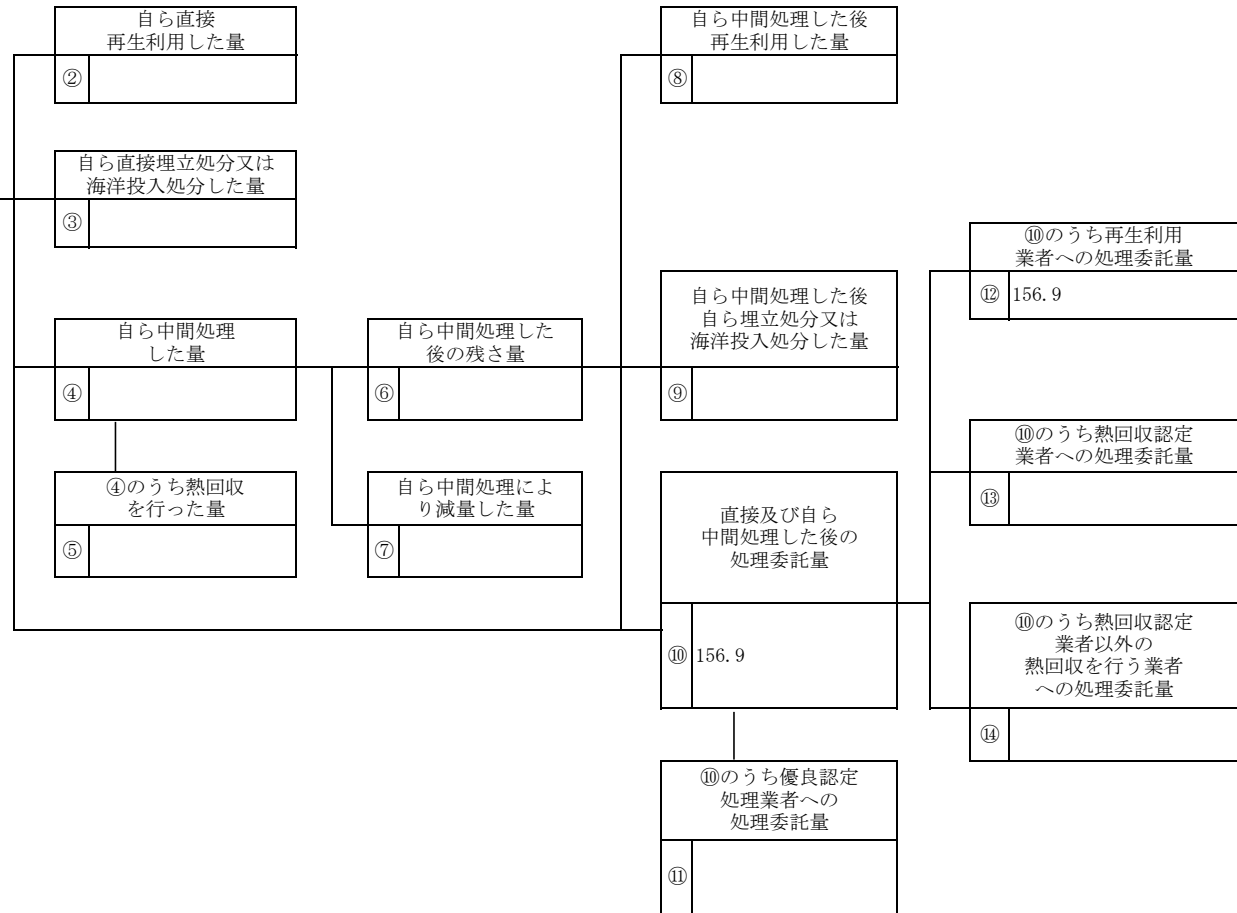 自ら直接
再生利用した量
②
自ら直接埋立処分又は
海洋投入処分した量
③
自ら中間処理
した量
④
④のうち熱回収
を行った量
⑤
自ら中間処理した
後の残さ量
⑥
自ら中間処理によ
り減量した量
⑦
自ら中間処理した後
再生利用した量
⑧
自ら中間処理した後
自ら埋立処分又は
海洋投入処分した量
⑨
直接及び自ら
中間処理した後の
処理委託量
⑩ 156.9
⑩のうち優良認定
処理業者への
処理委託量
⑪
⑩のうち再生利用
業者への処理委託量
⑫ 156.9
⑩のうち熱回収認定
業者への処理委託量
⑬
⑩のうち熱回収認定
業者以外の
熱回収を行う業者
への処理委託量
⑭